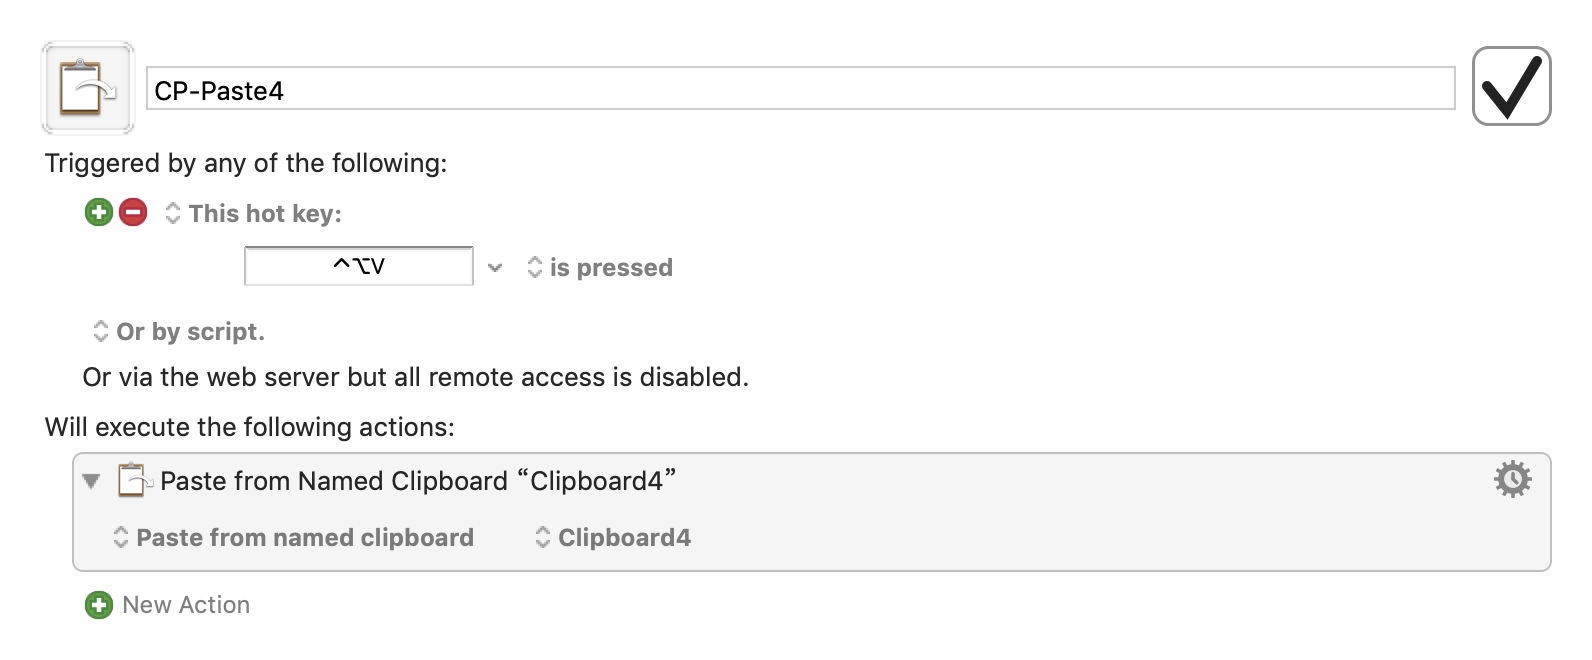 CP-Paste4
Triggered by any of the following:
This hot key:
^⌥V is pressed
Or by script.
Or via the web server but all remote access is disabled.
Will execute the following actions:
Paste from Named Clipboard “Clipboard4”
Paste from named clipboard Clipboard4
New Action